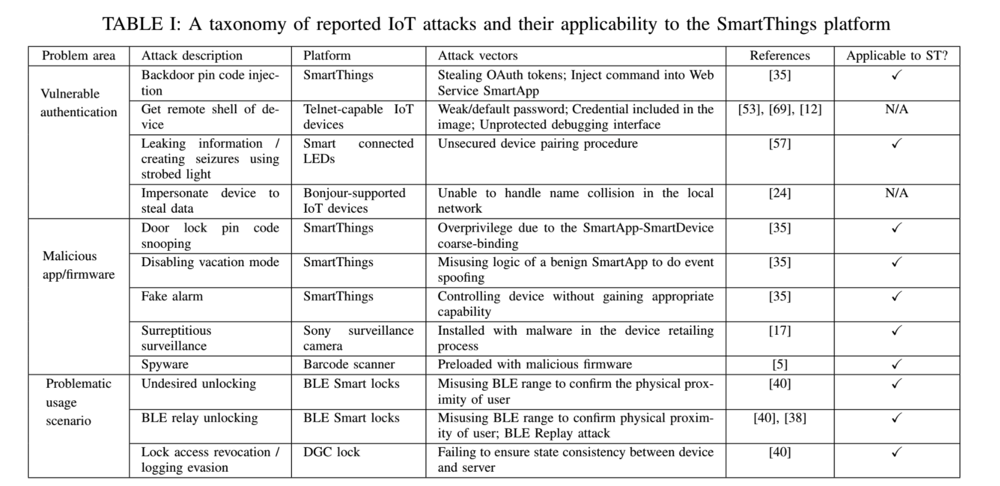 TABLE I: A taxonomy of reported IoT attacks and their applicability to the SmartThings platform
Problem area Attack description Platform Attack vectors References Applicable to ST?
Vulnerable
authentication
Backdoor pin code injec-
tion
SmartThings
Stealing OAuth tokens; Inject command into Web
Service SmartApp
[35]
✓
Get remote shell of de-
vice
Telnet-capable IoT
devices
Weak/default password; Credential included in the
image; Unprotected debugging interface
[53], [69], [12]
N/A
Leaking information /
creating seizures using
strobed light
Smart connected
LEDs
Unsecured device pairing procedure
[57]
✓
Impersonate device to
steal data
Bonjour-supported
IoT devices
Unable to handle name collision in the local
network
[24]
N/A
Malicious
app/firmware
Door lock pin code
snooping
SmartThings
Overprivilege due to the SmartApp-SmartDevice
coarse-binding
[35]
✓
Disabling vacation mode
SmartThings
Misusing logic of a benign SmartApp to do event
spoofing
[35]
✓
Fake alarm
SmartThings
Controlling device without gaining appropriate
capability
[35]
✓
Surreptitious
surveillance
Sony surveillance
camera
Installed with malware in the device retailing
process
[17]
✓
Spyware
Barcode scanner
Preloaded with malicious firmware
[5]
✓
Problematic
usage
scenario
Undesired unlocking
BLE Smart locks
Misusing BLE range to confirm the physical prox-
imity of user
[40]
✓
BLE relay unlocking
BLE Smart locks
Misusing BLE range to confirm physical proxim-
ity of user; BLE Replay attack
[40], [38]
✓
Lock access revocation /
logging evasion
DGC lock
Failing to ensure state consistency between device
and server
[40]
✓